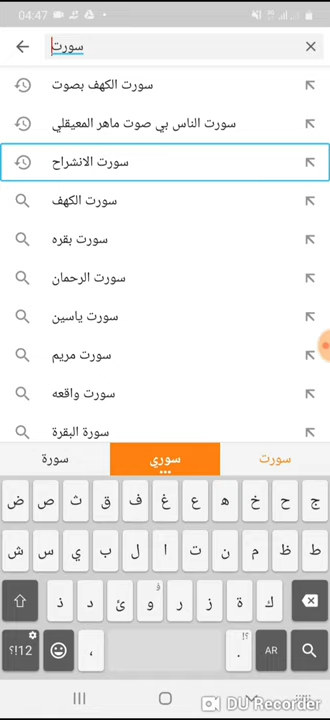 04:47
سورت
سورت الكهف بصوت
سورت الناس بي صوت ماهر المعيقلي
سورت الانشراح
سورت الكهف
سورت بقره
سورت الرحمان
سورت ياسين
سورت مريم
سورت واقعه
سورة البقرة
سورة سوري سورت
ض ص ث ق ف غ ع ه خ ح ج
ش س ي ب ل ا ت ن م ظ ط
ذ د ئ و ر ز ة ك
!?12 ، . AR
DU Recorder